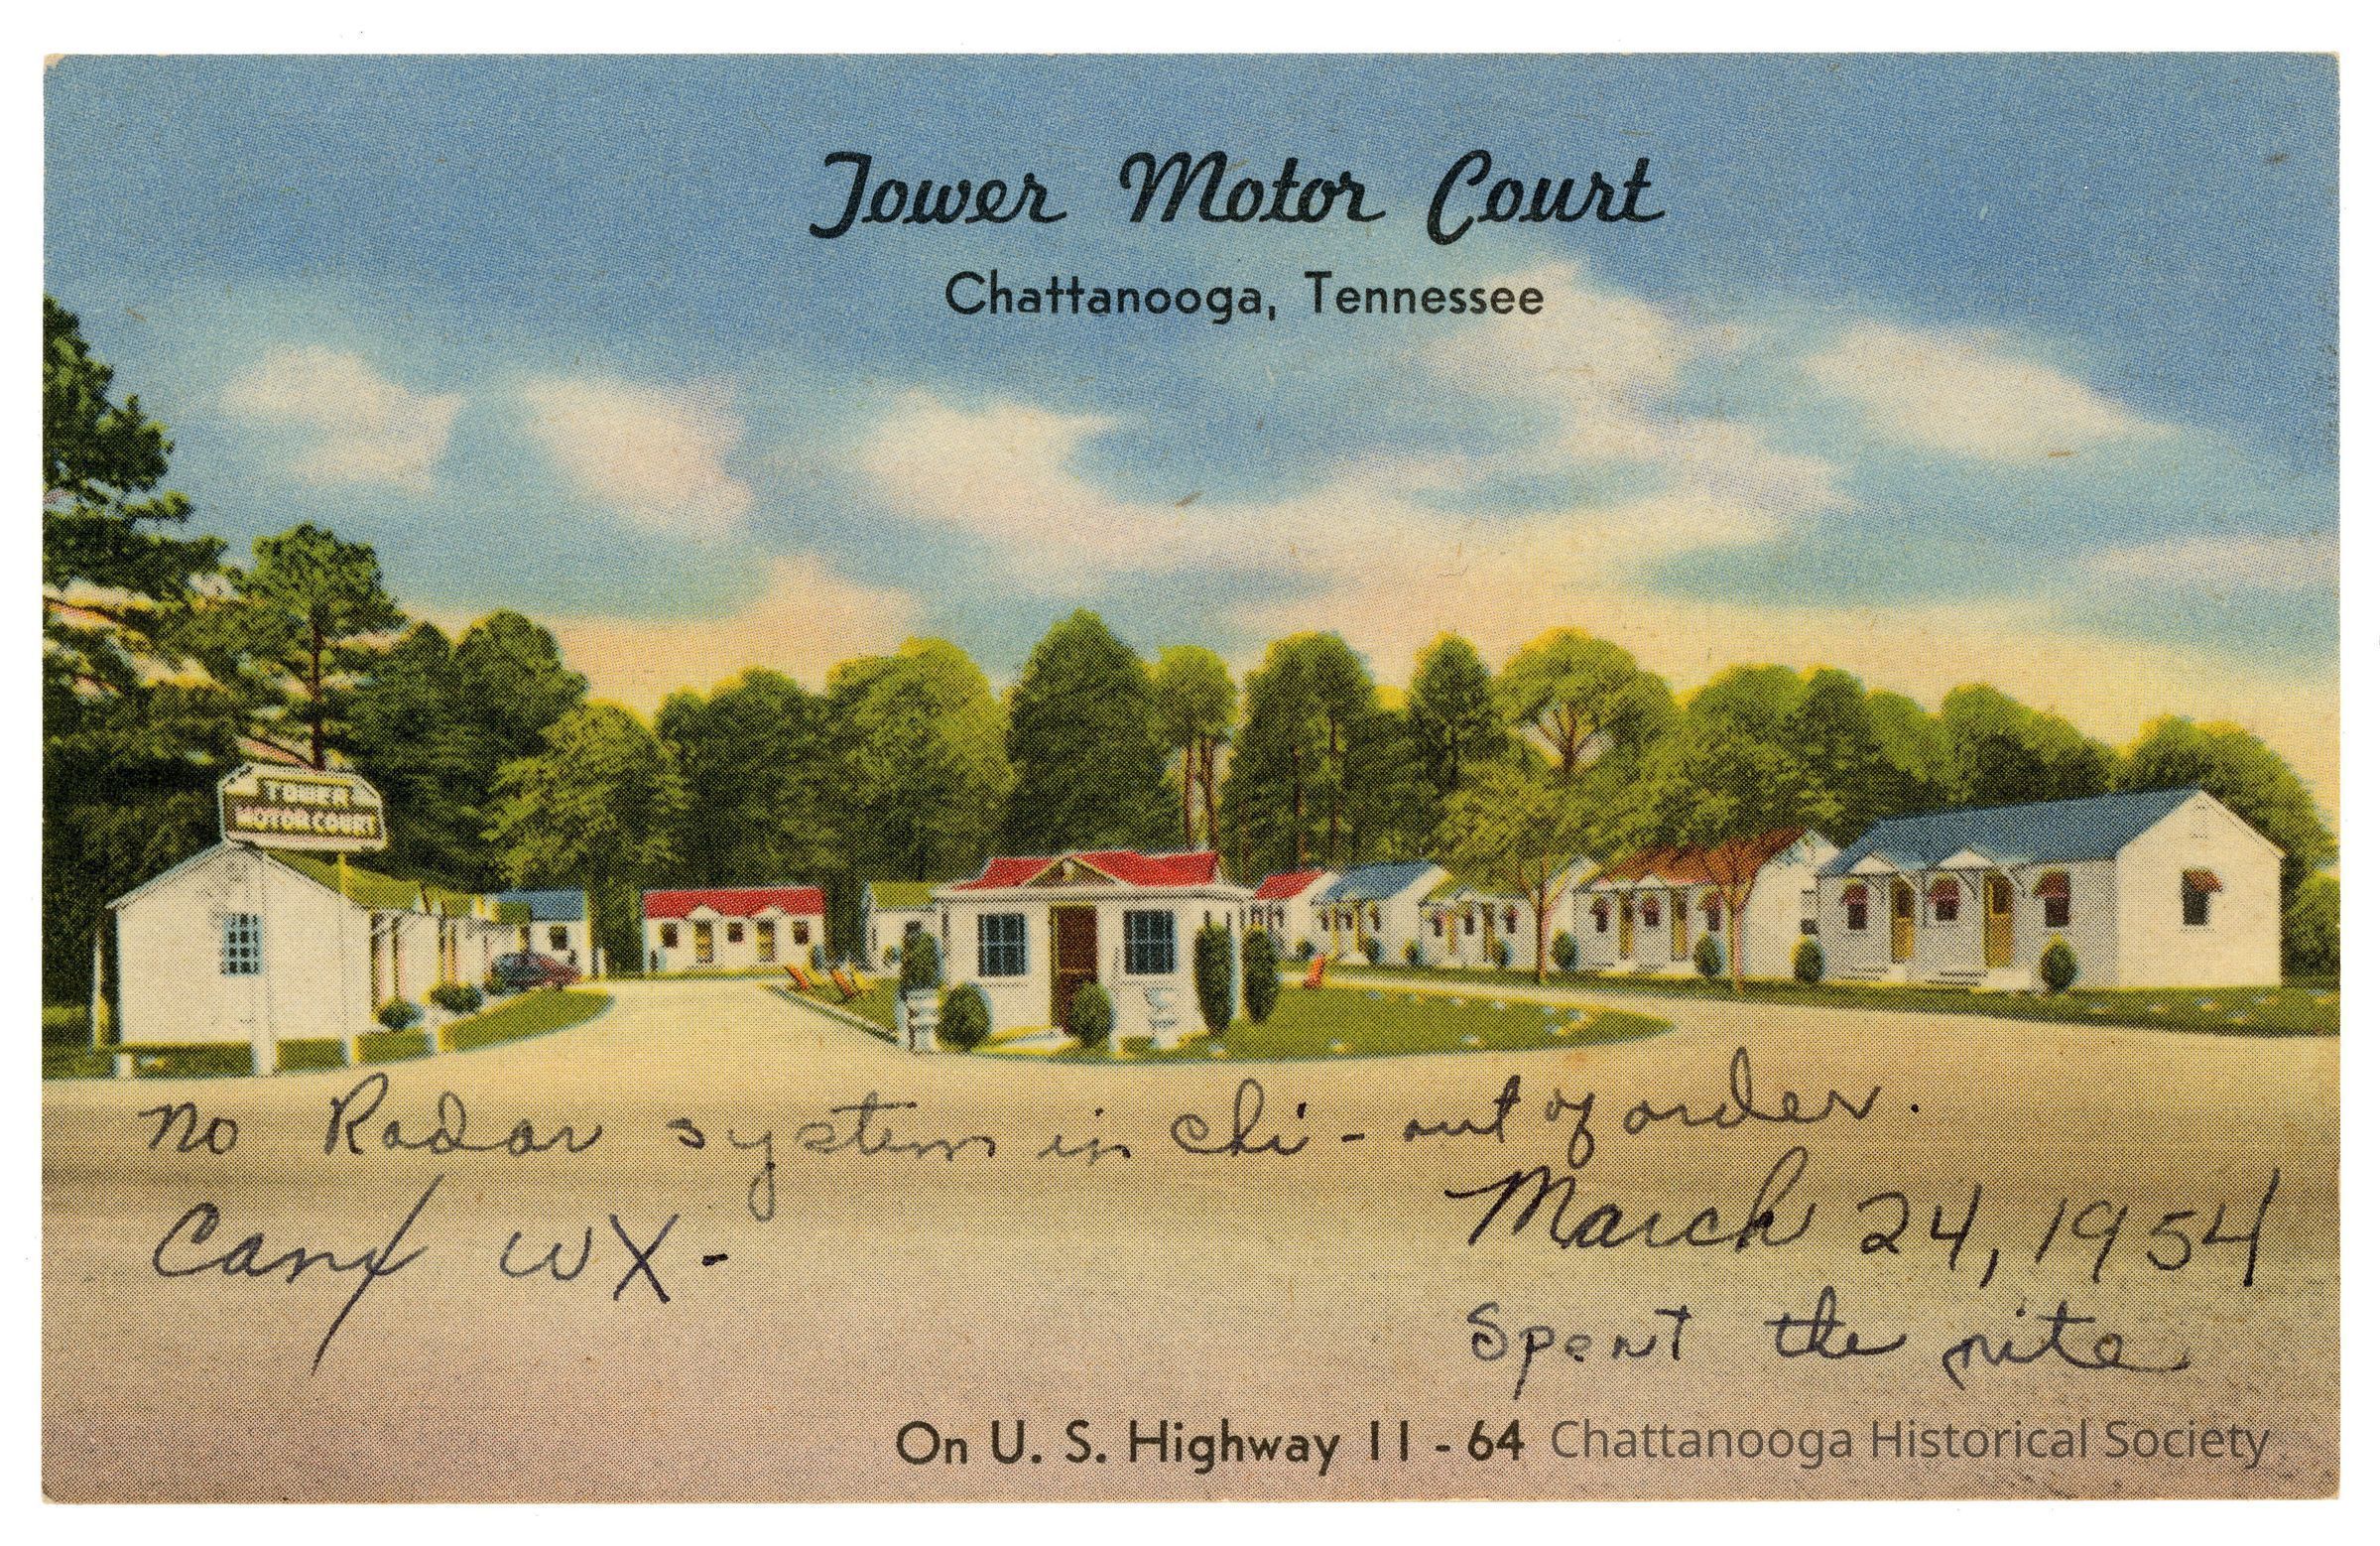 Tower Motor Court
Chattanooga, Tennessee
TOWER
MOTOR COURT
No Radar system in Chi - out of order.
WX -
March 24, 1954
Spent the nite
On U. S. Highway 11 - 64
Chattanooga Historical Society